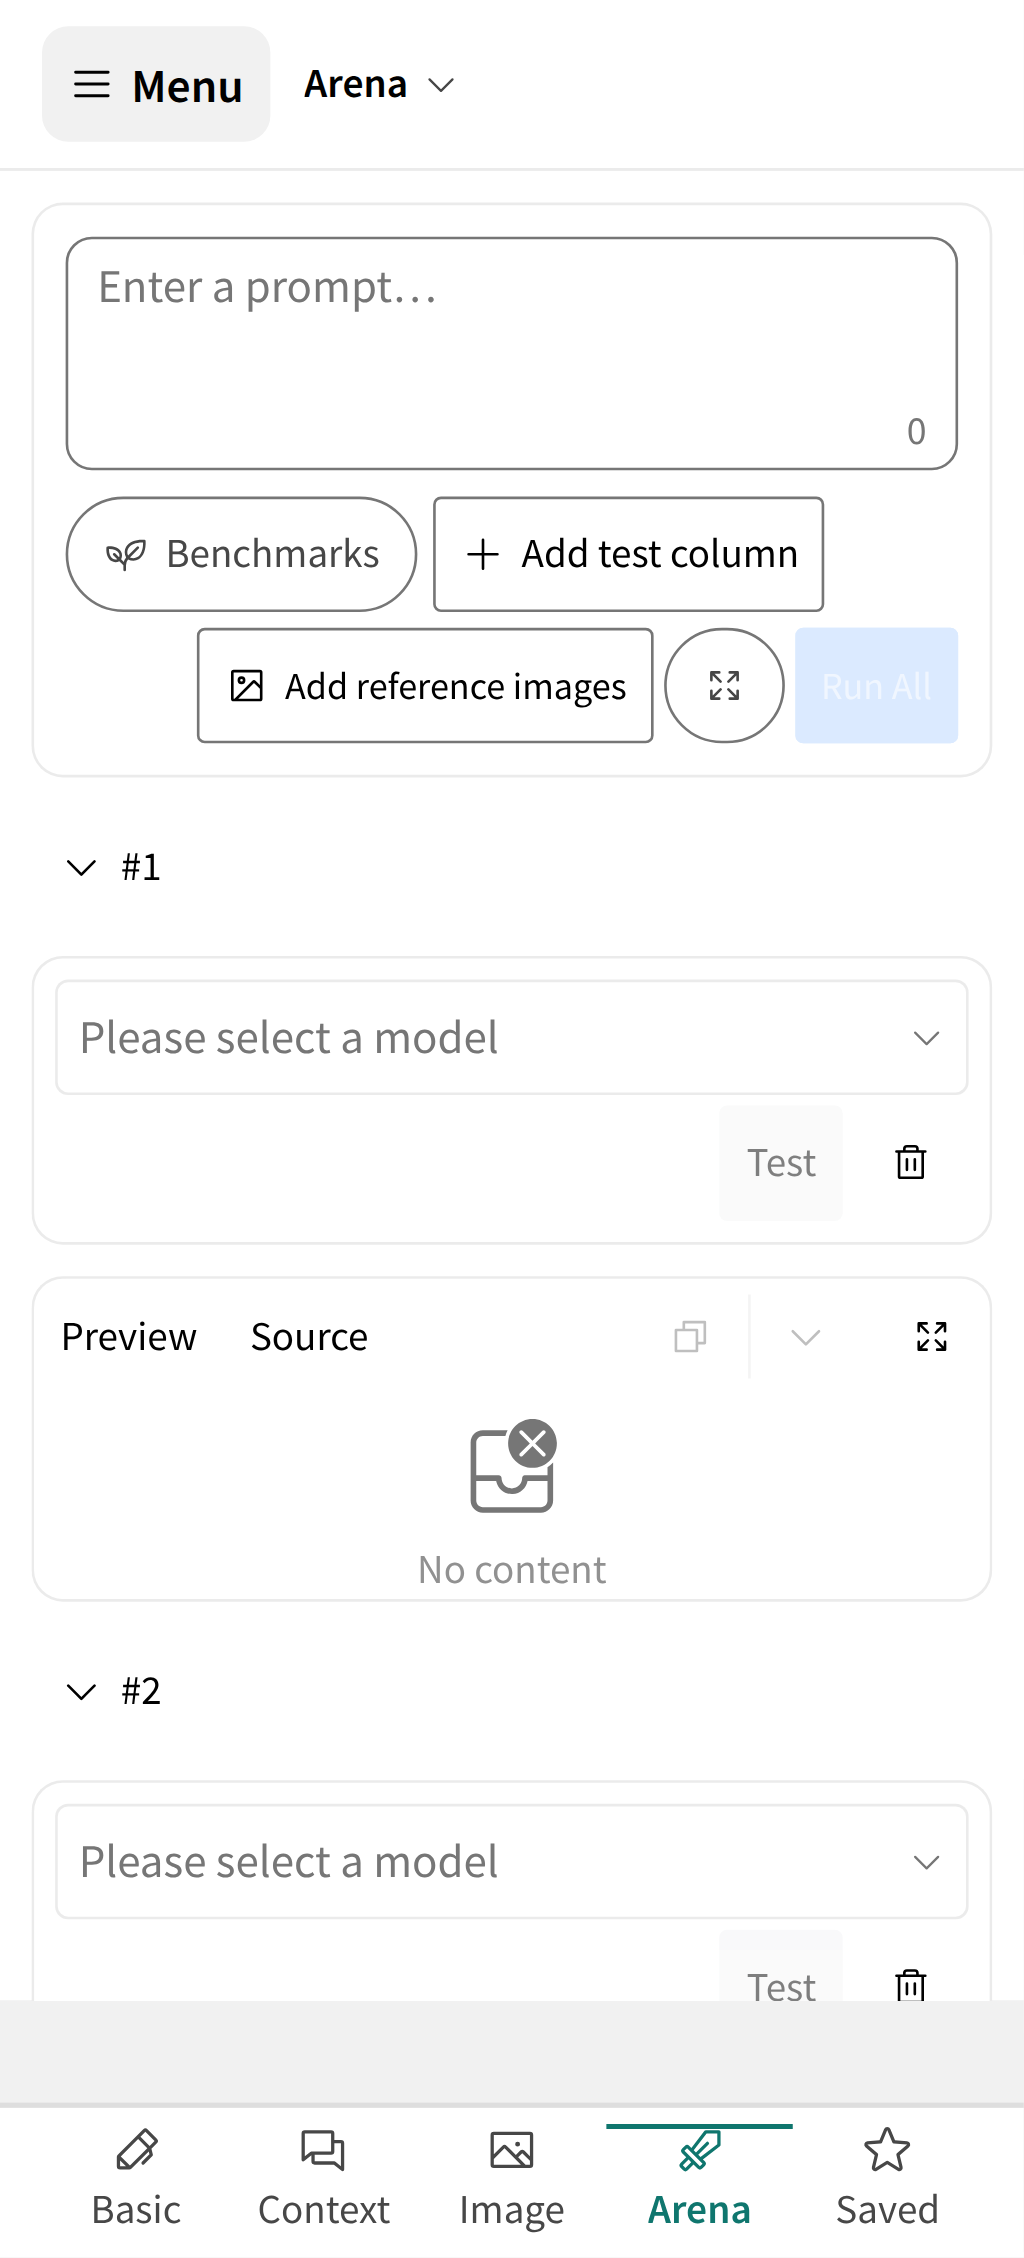 Menu Arena
Enter a prompt...
0
Benchmarks Add test column
Add reference images Run All
#1
Please select a model
Test
Preview Source
No content
#2
Please select a model
Test
Basic Context Image Arena Saved